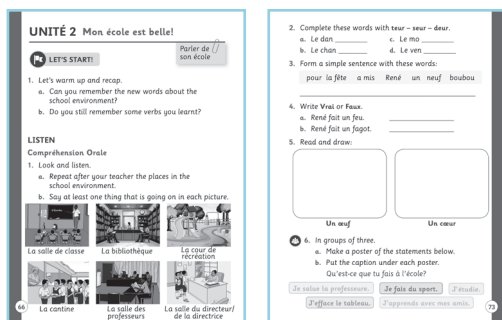 UNITÉ 2 Mon école est belle!
Parler de
son école
LET'S START!
1. Let's warm up and recap.
a. Can you remember the new words about the
school environment?
b. Do you still remember some verbs you learnt?
LISTEN
Compréhension Orale
1. Look and listen.
a. Repeat after your teacher the places in the
school environment.
b. Say at least one thing that is going on in each picture.
La salle de classe
La bibliothèque
La cour de
récréation
La cantine
La salle des
professeurs
La salle du directeur/
de la directrice
66
2. Complete these words with teur – seur – deur.
a. Le dan ________
c. Le mo ________
b. Le chan ________
d. Le ven ________
3. Form a simple sentence with these words:
pour la fête a mis René un neuf boubou
4. Write Vrai or Faux.
a. René fait un feu. ________
b. René fait un fagot. ________
5. Read and draw:
Un œuf
Un cœur
6. In groups of three.
a. Make a poster of the statements below.
b. Put the caption under each poster.
Qu'est-ce que tu fais à l'école?
Je salue la professeure.
Je fais du sport.
J'étudie.
J'efface le tableau.
J'apprends avec mes amis.
73